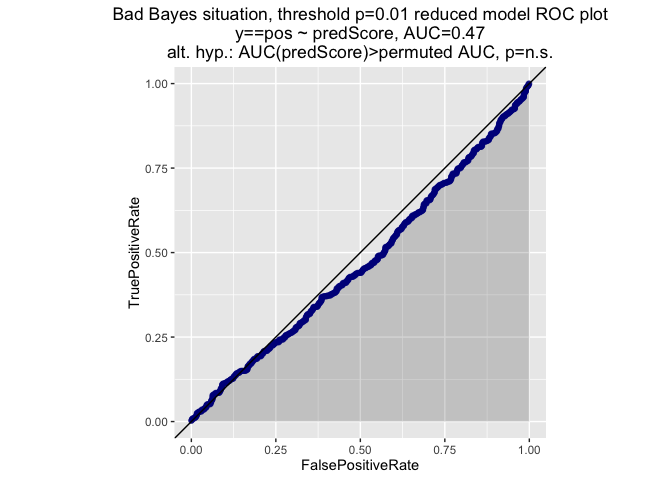 Bad Bayes situation, threshold p=0.01 reduced model ROC plot
y==pos ~ predScore, AUC=0.47
alt. hyp.: AUC(predScore)>permuted AUC, p=n.s.
1.00
0.75
0.50
0.25
0.00
TruePositiveRate
0.00 0.25 0.50 0.75 1.00
FalsePositiveRate